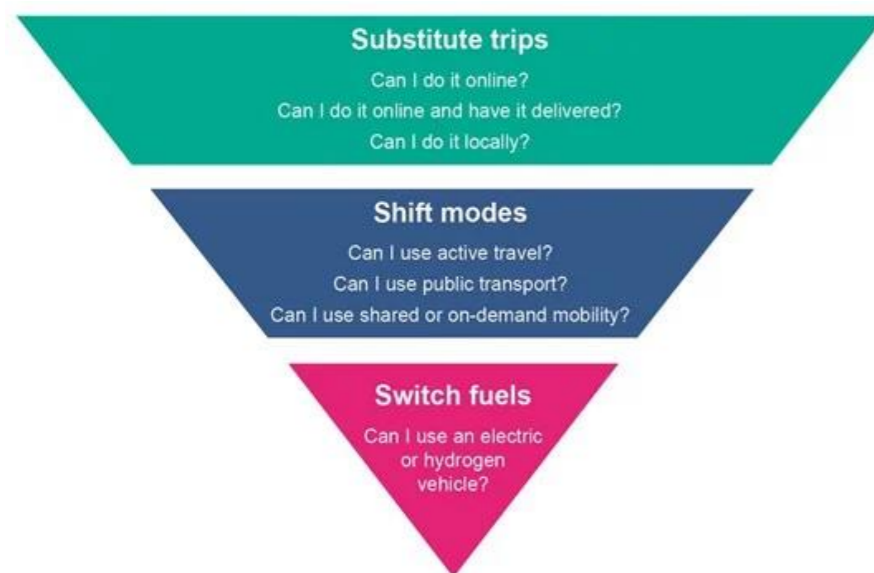 Substitute trips
Can I do it online?
Can I do it online and have it delivered?
Can I do it locally?
Shift modes
Can I use active travel?
Can I use public transport?
Can I use shared or on-demand mobility?
Switch fuels
Can I use an electric
or hydrogen
vehicle?